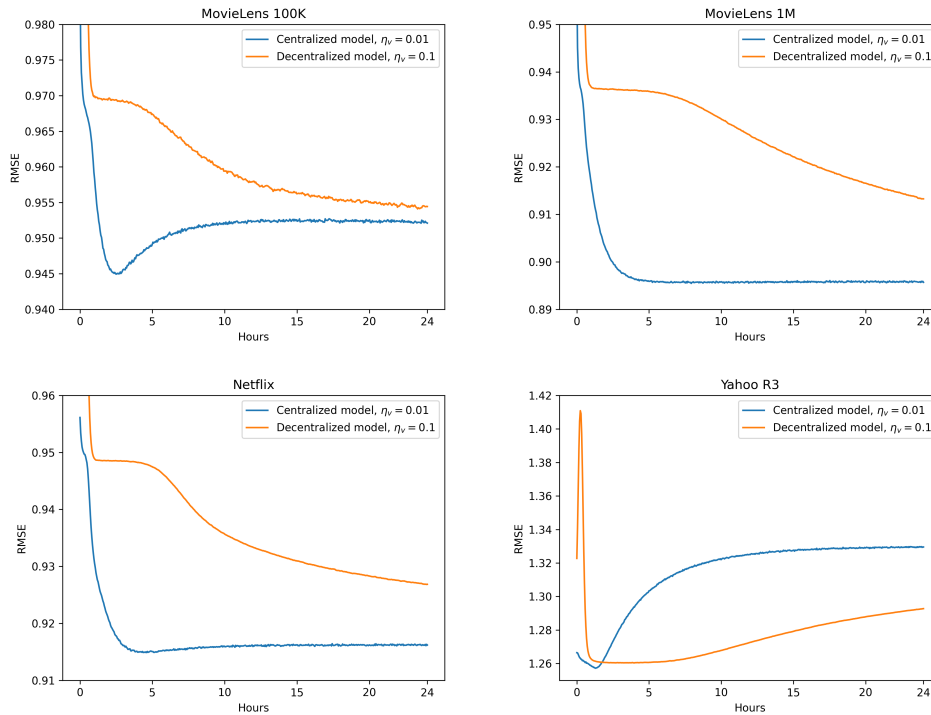 MovieLens 100K
0.980
0.975
0.970
0.965
0.960
0.955
0.950
0.945
0.940
RMSE
Centralized model, ηv = 0.01
Decentralized model, ηv = 0.1
0 5 10 15 20 24
Hours
MovieLens 1M
0.95
0.94
0.93
0.92
0.91
0.90
0.89
RMSE
Centralized model, ηv = 0.01
Decentralized model, ηv = 0.1
0 5 10 15 20 24
Hours
Netflix
0.96
0.95
0.94
0.93
0.92
0.91
RMSE
Centralized model, ηv = 0.01
Decentralized model, ηv = 0.1
0 5 10 15 20 24
Hours
Yahoo R3
1.42
1.40
1.38
1.36
1.34
1.32
1.30
1.28
1.26
RMSE
Centralized model, ηv = 0.01
Decentralized model, ηv = 0.1
0 5 10 15 20 24
Hours